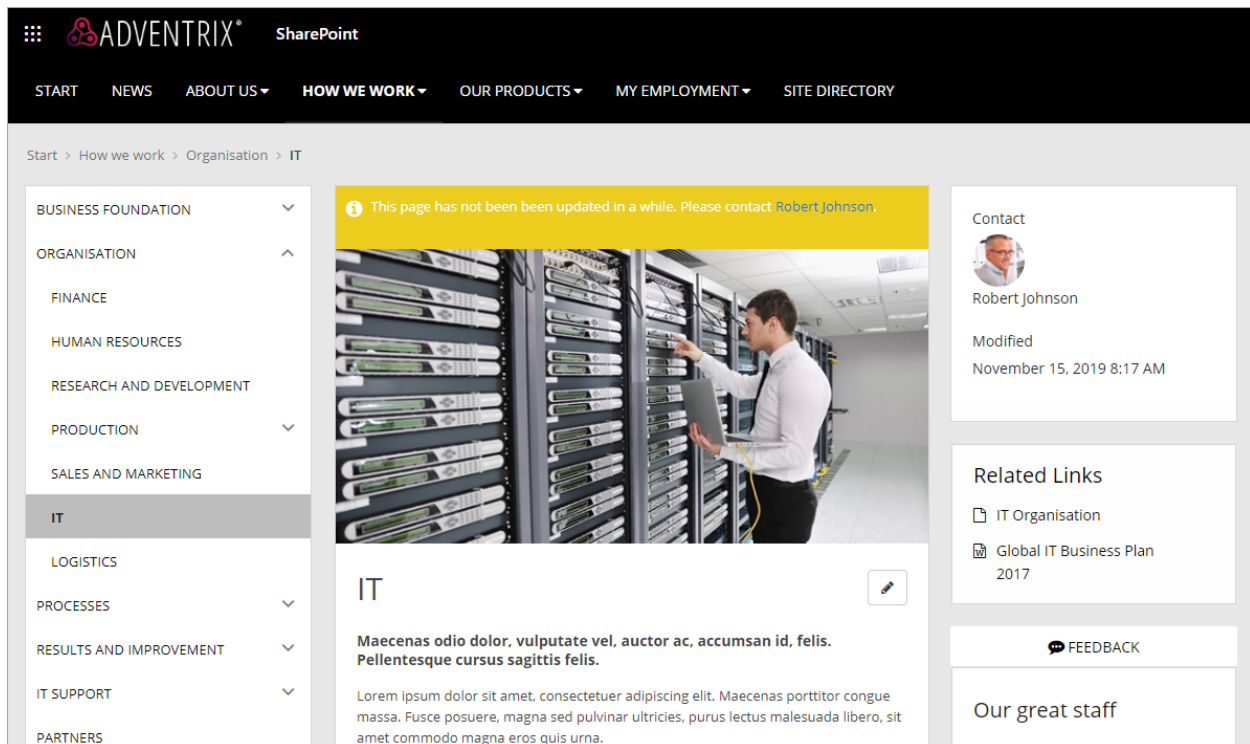 ADVENTRIX®
SharePoint
START
NEWS
ABOUT US
HOW WE WORK
OUR PRODUCTS
MY EMPLOYMENT
SITE DIRECTORY
Start > How we work > Organisation > IT
BUSINESS FOUNDATION
ORGANISATION
FINANCE
HUMAN RESOURCES
RESEARCH AND DEVELOPMENT
PRODUCTION
SALES AND MARKETING
IT
LOGISTICS
PROCESSES
RESULTS AND IMPROVEMENT
IT SUPPORT
PARTNERS
This page has not been been updated in a while. Please contact Robert Johnson.
IT
Maecenas odio dolor, vulputate vel, auctor ac, accumsan id, felis.
Pellentesque cursus sagittis felis.
Lorem ipsum dolor sit amet, consectetuer adipiscing elit. Maecenas porttitor congue
massa. Fusce posuere, magna sed pulvinar ultricies, purus lectus malesuada libero, sit
amet commodo magna eros quis urna.
Contact
Robert Johnson
Modified
November 15, 2019 8:17 AM
Related Links
IT Organisation
Global IT Business Plan
2017
FEEDBACK
Our great staff